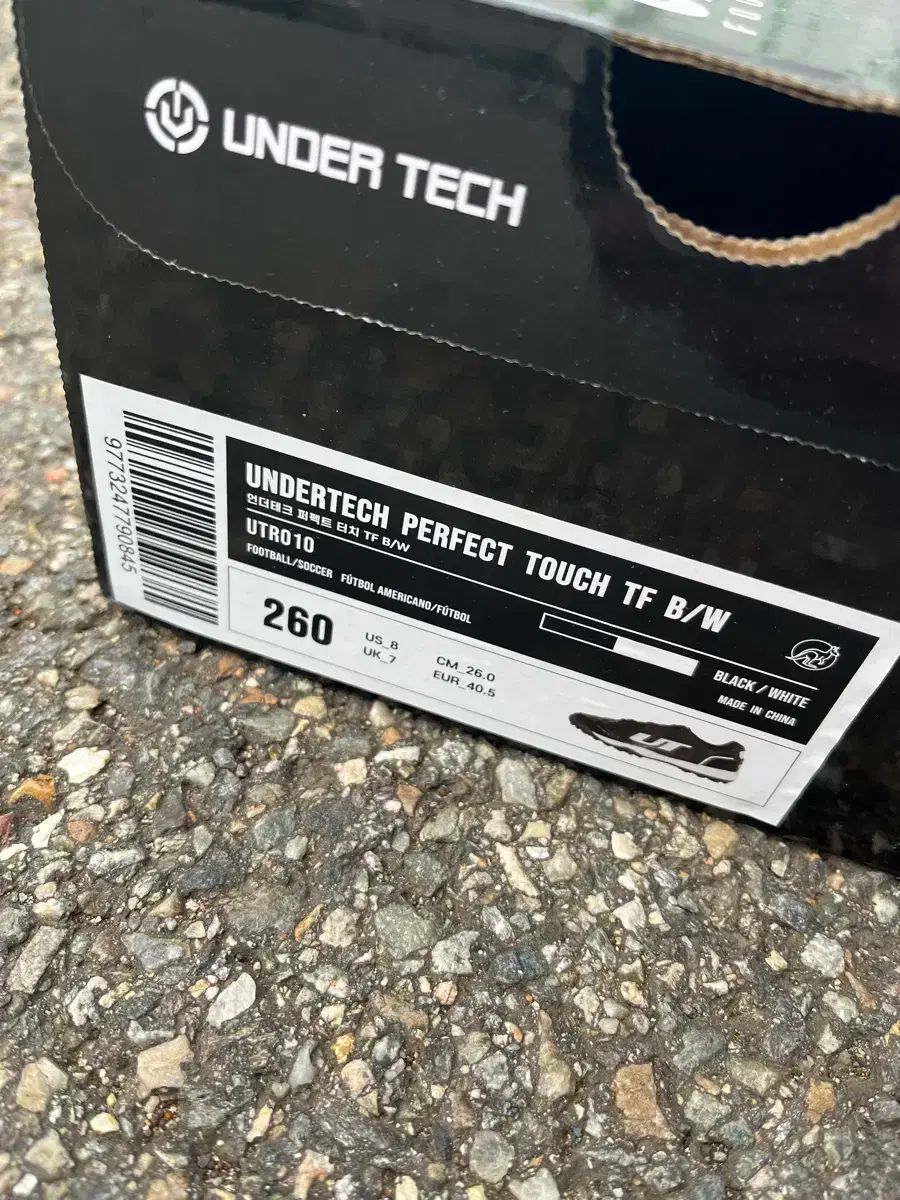 UNDER TECH
9773247790845
UNDERTECH PERFECT TOUCH TF B/W
언더테크 퍼펙트 터치 TF B/W
UTR010
FOOTBALL/SOCCER FÚTBOL AMERICANO/FÚTBOL
BLACK / WHITE
MADE IN CHINA
260
US_8
UK_7
CM_26.0
EUR_40.5
UT